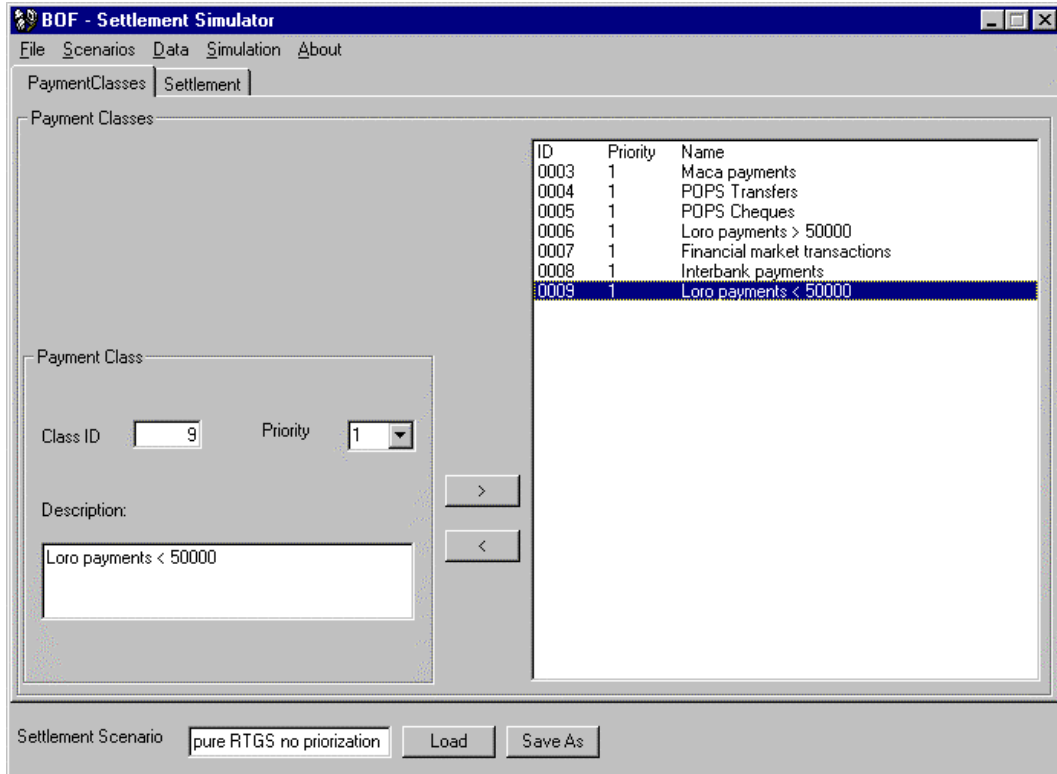 BOF - Settlement Simulator
File Scenarios Data Simulation About
PaymentClasses Settlement
Payment Classes
ID Priority Name
0003 1 Maca payments
0004 1 POPS Transfers
0005 1 POPS Cheques
0006 1 Loro payments > 50000
0007 1 Financial market transactions
0008 1 Interbank payments
0009 1 Loro payments < 50000
Payment Class
Class ID 9 Priority 1
>
Description:
<
Loro payments < 50000
Settlement Scenario pure RTGS no priorization Load Save As